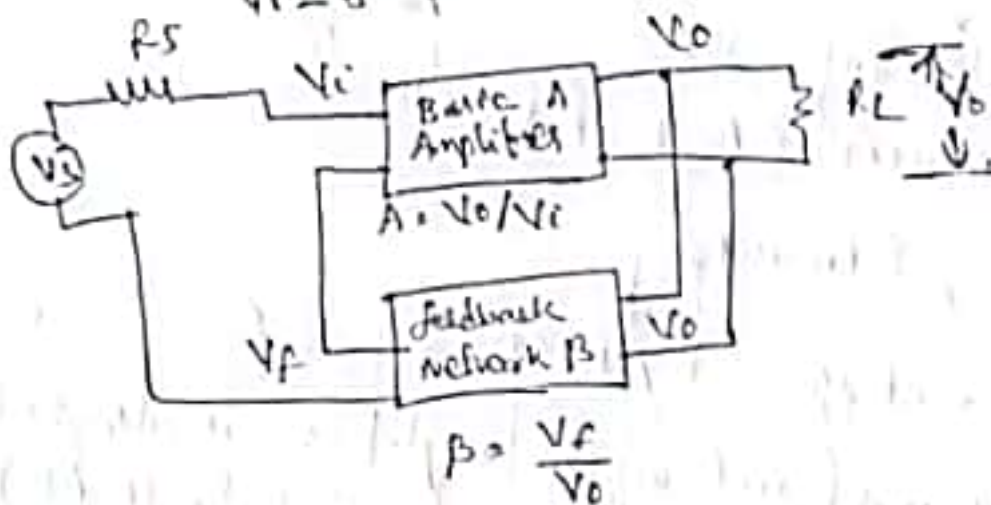 RS
Vi
Vo
Basic A
Amplifier
RL
Vo
Vs
A = Vo/Vi
feedback
Network β
Vf
Vo
β = Vf
Vo